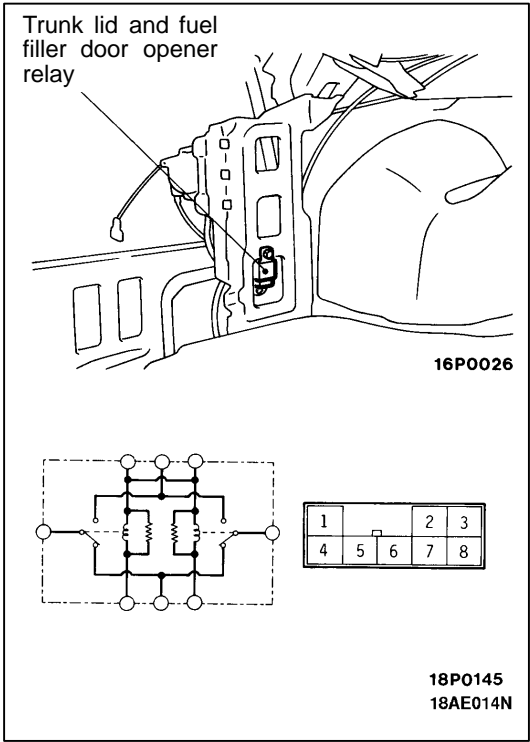 Trunk lid and fuel
filler door opener
relay
16P0026
1 2 3
4 5 6 7 8
18P0145
18AE014N